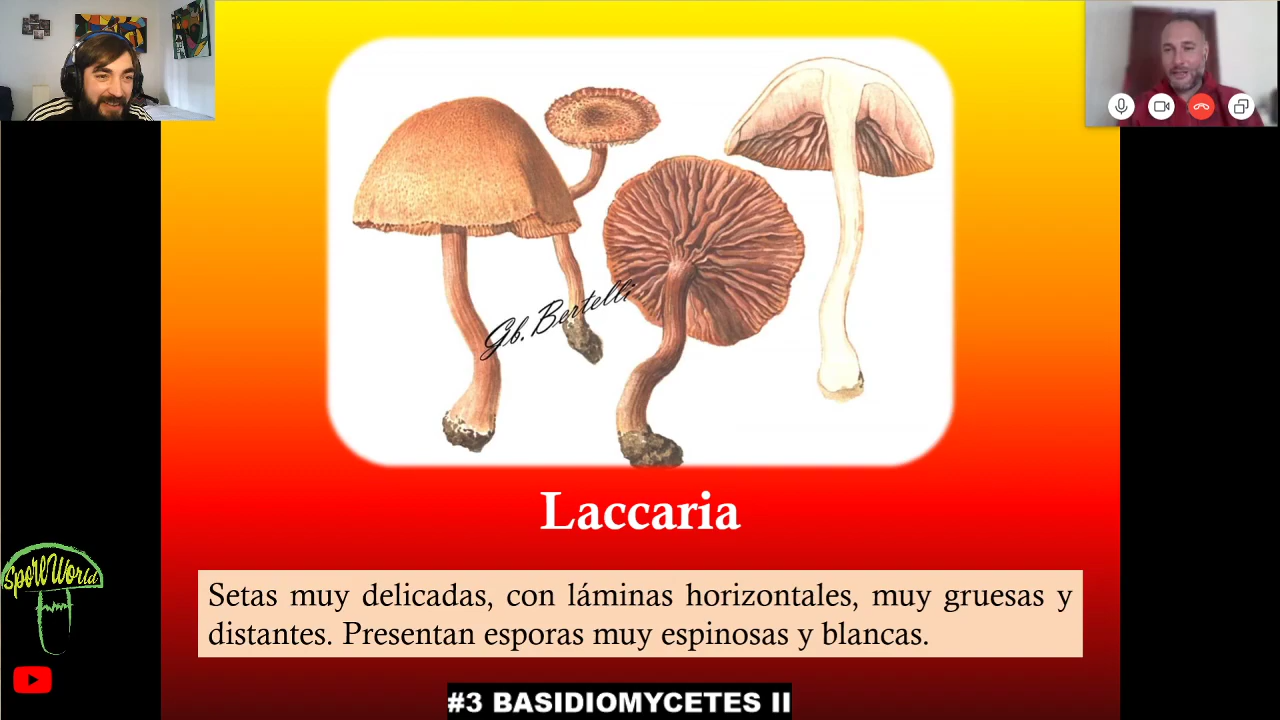 Gb. Bertelli
Laccaria
Setas muy delicadas, con láminas horizontales, muy gruesas y
distantes. Presentan esporas muy espinosas y blancas.
SporeWorld
#3 BASIDIOMYCETES II